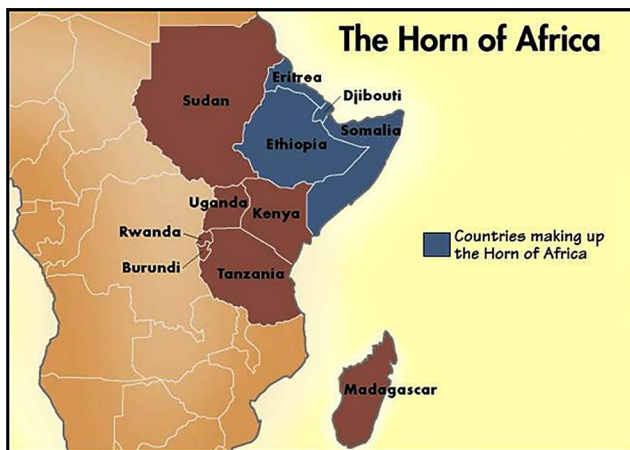 The Horn of Africa
Eritrea
Djibouti
Sudan
Somalia
Ethiopia
Uganda
Kenya
Rwanda
Countries making up
the Horn of Africa
Burundi
Tanzania
Madagascar